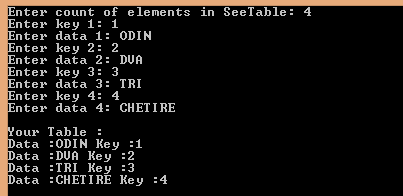 Enter count of elements in SeeTable: 4
Enter key 1: 1
Enter data 1: ODIN
Enter key 2: 2
Enter data 2: DVA
Enter key 3: 3
Enter data 3: TRI
Enter key 4: 4
Enter data 4: CHETIRE
Your Table :
Data :ODIN Key :1
Data :DVA Key :2
Data :TRI Key :3
Data :CHETIRE Key :4